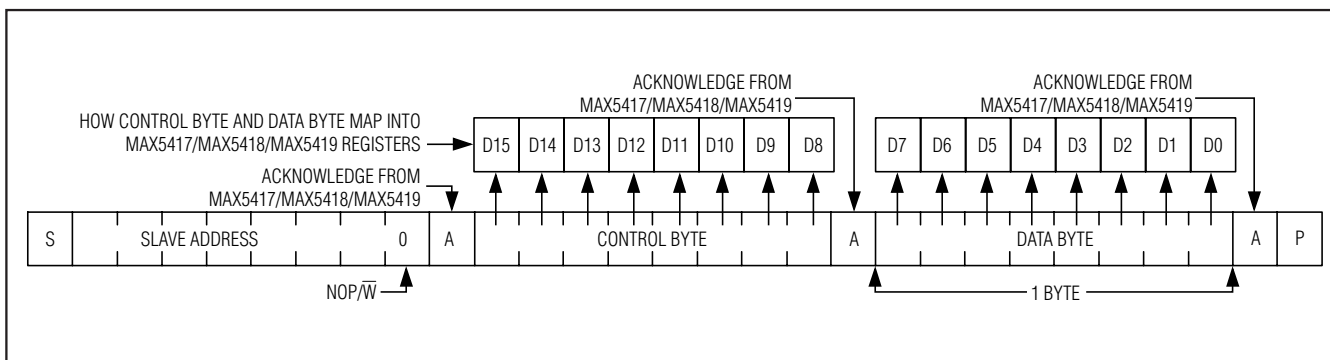 ACKNOWLEDGE FROM
MAX5417/MAX5418/MAX5419
ACKNOWLEDGE FROM
MAX5417/MAX5418/MAX5419
HOW CONTROL BYTE AND DATA BYTE MAP INTO
MAX5417/MAX5418/MAX5419 REGISTERS
D15 D14 D13 D12 D11 D10 D9 D8 D7 D6 D5 D4 D3 D2 D1 D0
ACKNOWLEDGE FROM
MAX5417/MAX5418/MAX5419
S SLAVE ADDRESS 0 A CONTROL BYTE A DATA BYTE A P
NOP/W̅
1 BYTE